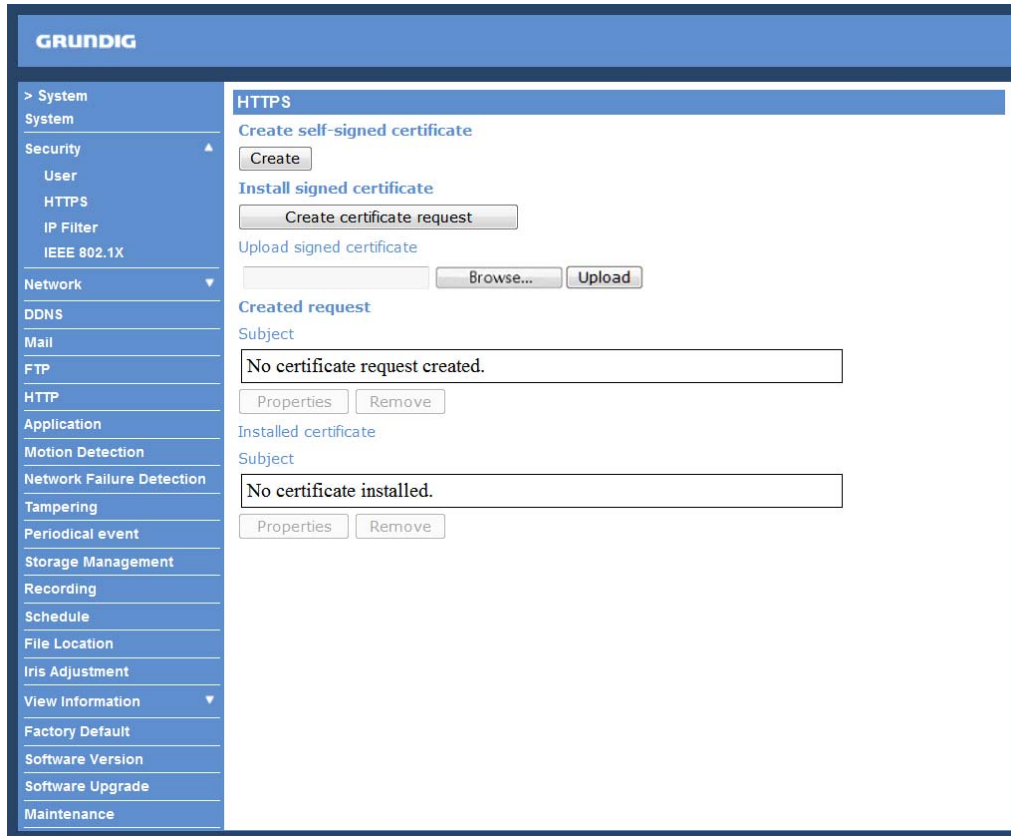 GRUNDIG
> System
System
Security
User
HTTPS
IP Filter
IEEE 802.1X
Network
DDNS
Mail
FTP
HTTP
Application
Motion Detection
Network Failure Detection
Tampering
Periodical event
Storage Management
Recording
Schedule
File Location
Iris Adjustment
View Information
Factory Default
Software Version
Software Upgrade
Maintenance
HTTPS
Create self-signed certificate
Create
Install signed certificate
Create certificate request
Upload signed certificate
Browse... Upload
Created request
Subject
No certificate request created.
Properties Remove
Installed certificate
Subject
No certificate installed.
Properties Remove